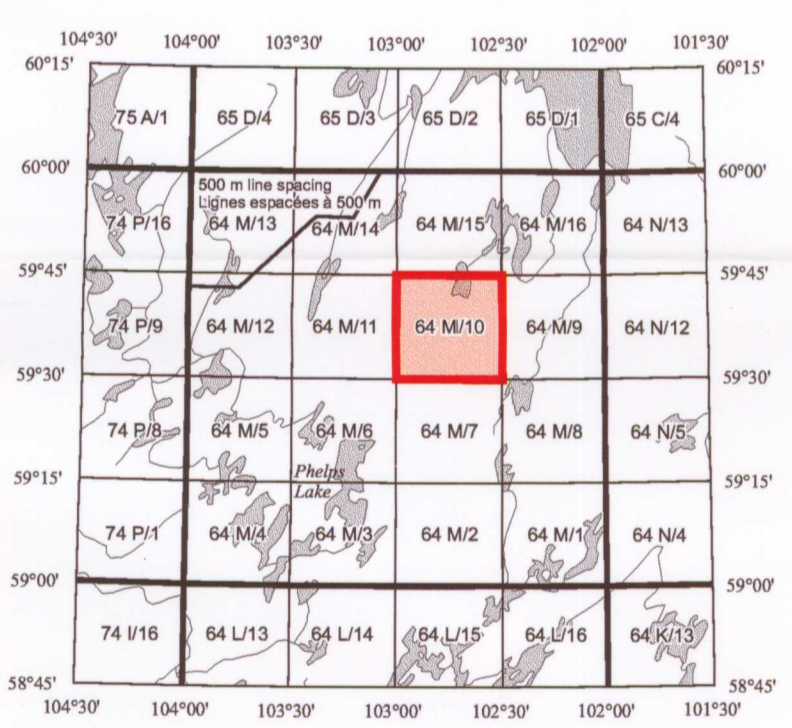 104°30' 104°00' 103°30' 103°00' 102°30' 102°00' 101°30'
60°15' 60°15'
75 A/1 65 D/4 65 D/3 65 D/2 65 D/1 65 C/4
60°00' 60°00'
500 m line spacing
Lignes espacées à 500 m
74 P/16 64 M/13 64 M/14 64 M/15 64 M/16 64 N/13
59°45' 59°45'
74 P/9 64 M/12 64 M/11 64 M/10 64 M/9 64 N/12
59°30' 59°30'
74 P/8 64 M/5 64 M/6 64 M/7 64 M/8 64 N/5
Phelps
59°15' 59°15'
Lake
74 P/1 64 M/4 64 M/3 64 M/2 64 M/1 64 N/4
59°00' 59°00'
74 I/16 64 L/13 64 L/14 64 L/15 64 L/16 64 K/13
58°45' 58°45'
104°30' 104°00' 103°30' 103°00' 102°30' 102°00' 101°30'